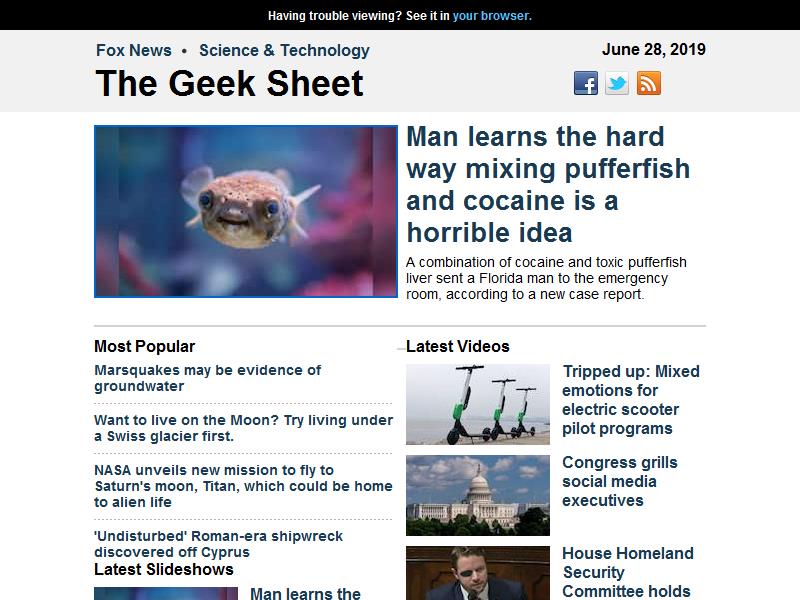 Having trouble viewing? See it in your browser.
Fox News • Science & Technology
June 28, 2019
The Geek Sheet
Man learns the hard
way mixing pufferfish
and cocaine is a
horrible idea
A combination of cocaine and toxic pufferfish
liver sent a Florida man to the emergency
room, according to a new case report.
Most Popular
Marsquakes may be evidence of
groundwater
Want to live on the Moon? Try living under
a Swiss glacier first.
NASA unveils new mission to fly to
Saturn's moon, Titan, which could be home
to alien life
'Undisturbed' Roman-era shipwreck
discovered off Cyprus
Latest Slideshows
Man learns the
Latest Videos
Tripped up: Mixed
emotions for
electric scooter
pilot programs
Congress grills
social media
executives
House Homeland
Security
Committee holds